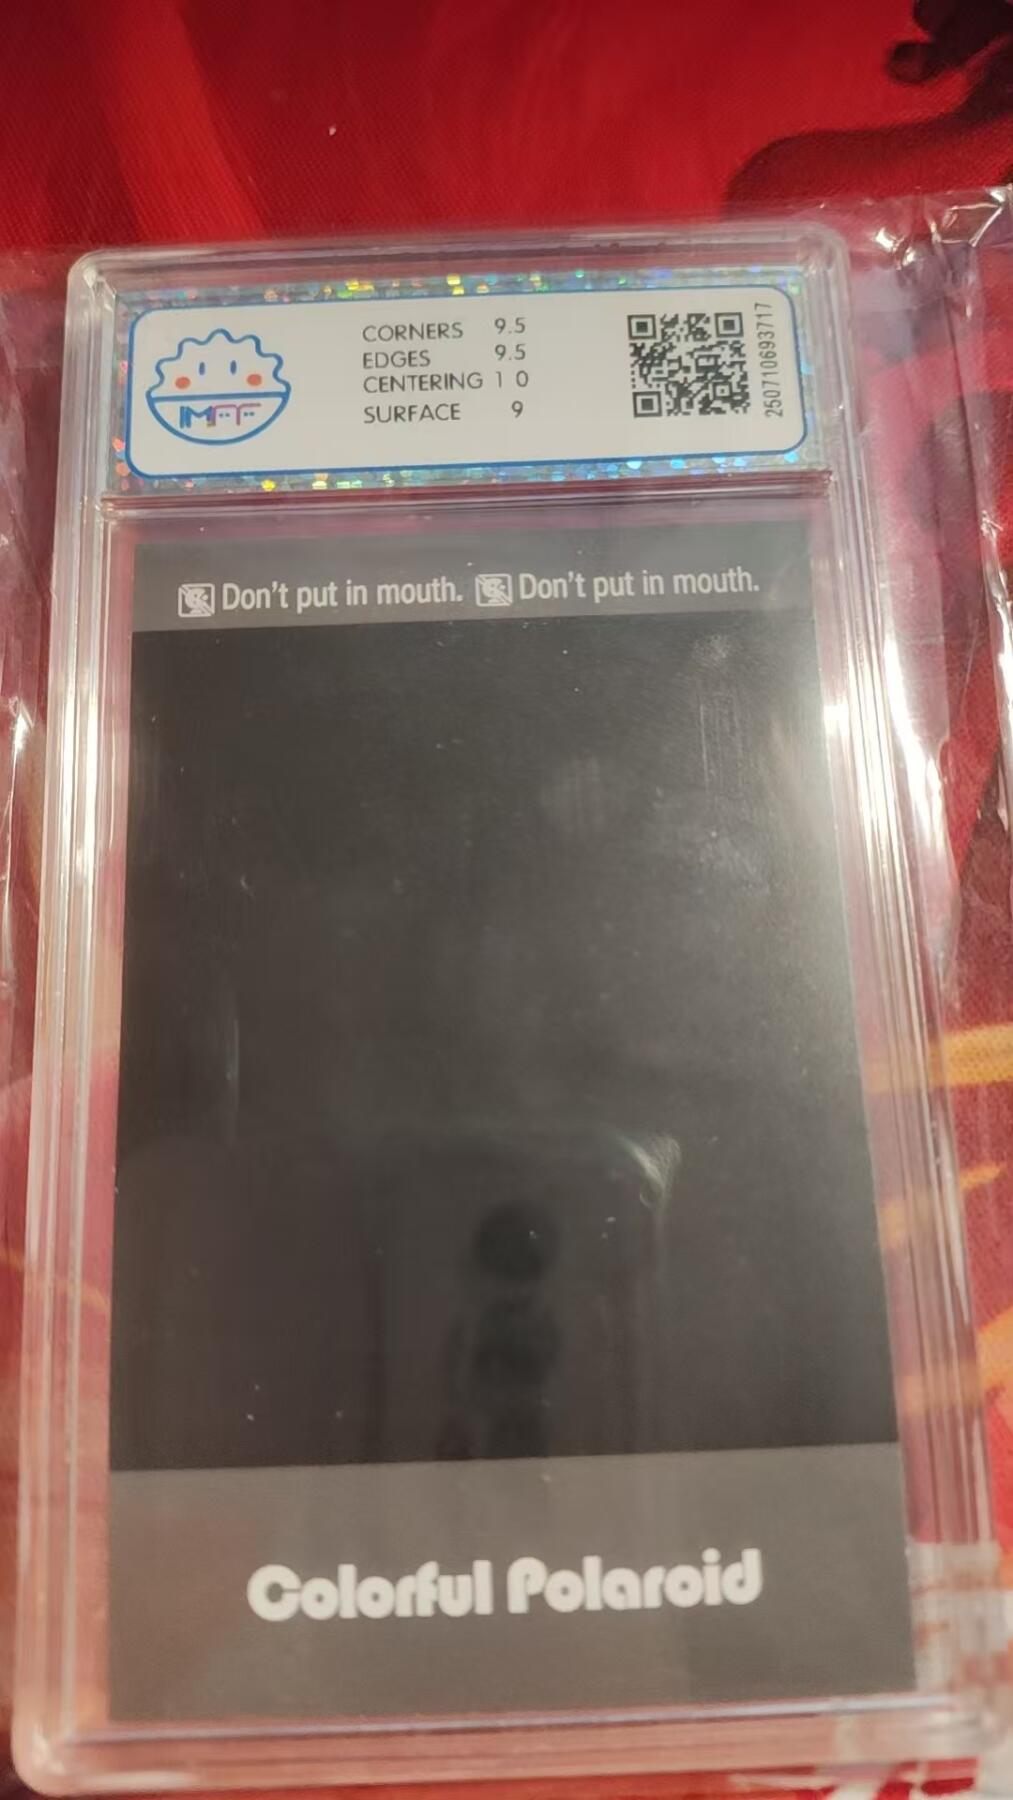 CORNERS 9.5
EDGES 9.5
CENTERING 1 0
SURFACE 9
250710693717
Don't put in mouth. Don't put in mouth.
Colorful Polaroid